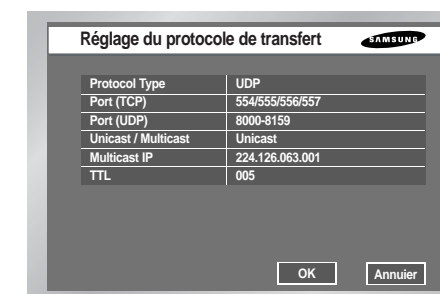 Réglage du protocole de transfert SAMSUNG
Protocol Type UDP
Port (TCP) 554/555/556/557
Port (UDP) 8000-8159
Unicast / Multicast Unicast
Multicast IP 224.126.063.001
TTL 005
OK Annuier